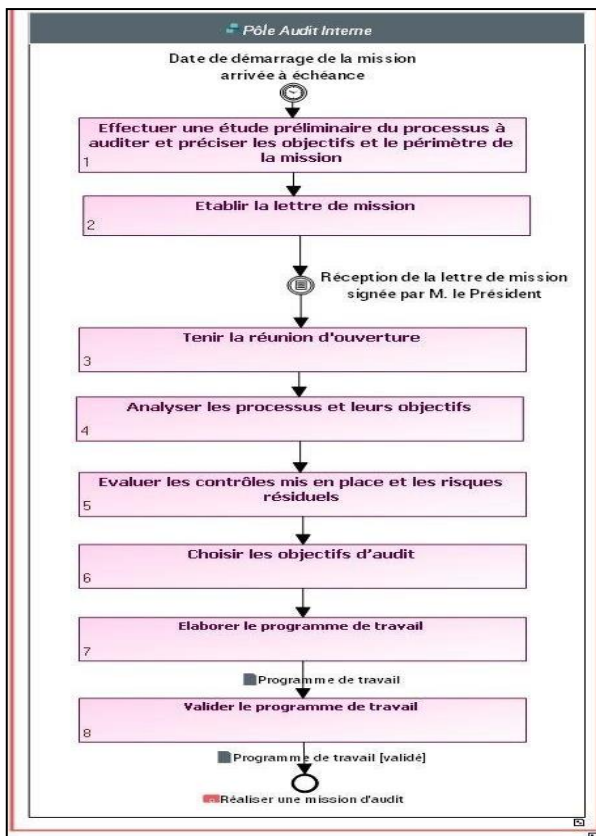 Pôle Audit Interne
Date de démarrage de la mission
arrivée à échéance
Effectuer une étude préliminaire du processus à
auditer et préciser les objectifs et le périmètre de
la mission
1
Etablir la lettre de mission
2
Réception de la lettre de mission
signée par M. le Président
Tenir la réunion d'ouverture
3
Analyser les processus et leurs objectifs
4
Evaluer les contrôles mis en place et les risques
résiduels
5
Choisir les objectifs d’audit
6
Elaborer le programme de travail
7
Programme de travail
Valider le programme de travail
8
Programme de travail [validé]
Réaliser une mission d'audit